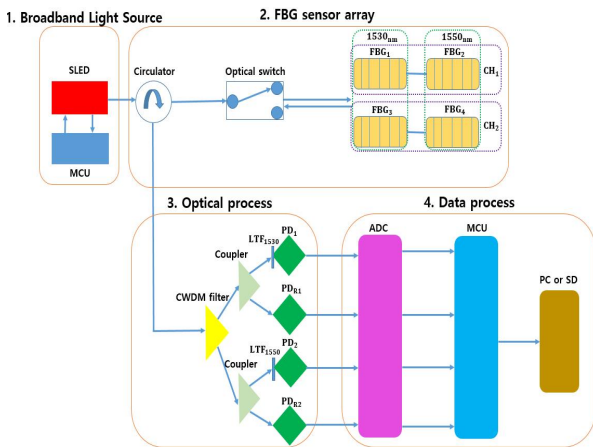 1. Broadband Light Source
2. FBG sensor array
SLED
MCU
Circulator
Optical switch
1530nm
1550nm
FBG1
FBG2
CH1
FBG3
FBG4
CH2
3. Optical process
4. Data process
LTF1530
PD1
Coupler
PDR1
CWDM filter
LTF1550
PD2
Coupler
PDR2
ADC
MCU
PC or SD